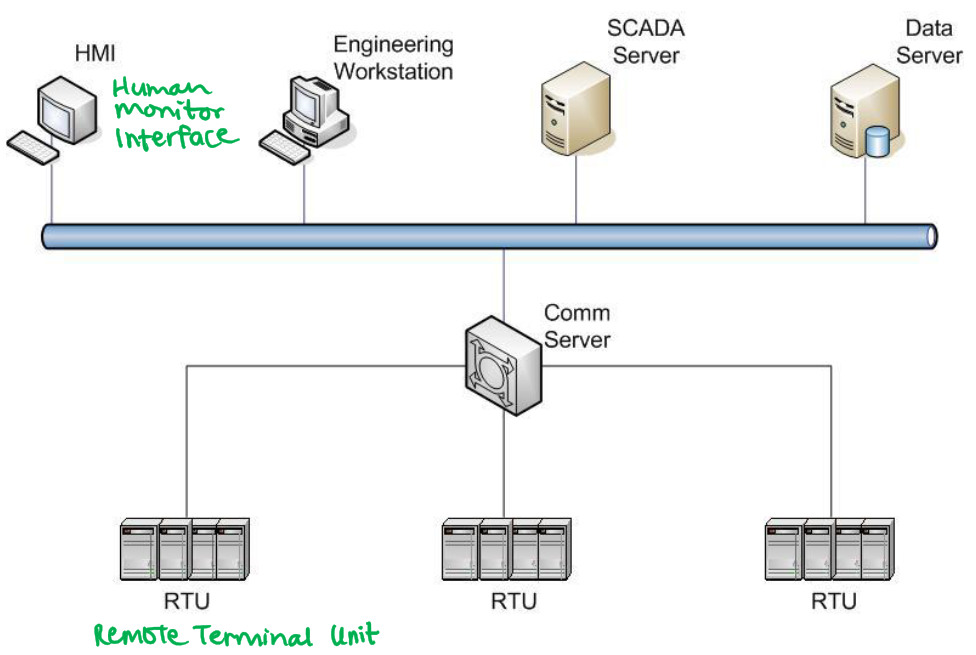 HMI
Human
monitor
Interface
Engineering
Workstation
SCADA
Server
Data
Server
Comm
Server
RTU
RTU
RTU
Remote Terminal Unit